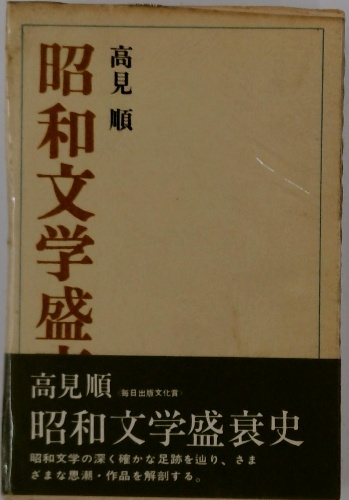 高見順
昭和文学盛
高見順〈毎日出版文化賞〉
昭和文学盛衰史
昭和文学の深く確かな足跡を辿り、さま
ざまな思潮・作品を解剖する。